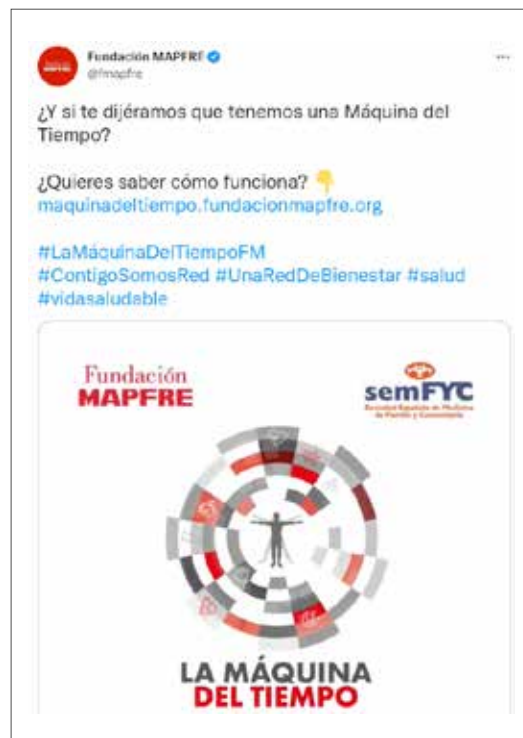 Fundación MAPFRE
@fmapfre
¿Y si te dijéramos que tenemos una Máquina del
Tiempo?
¿Quieres saber cómo funciona? 👇
maquinadeltiempo.fundacionmapfre.org
#LaMáquinaDelTiempoFM
#ContigoSomosRed #UnaRedDeBienestar #salud
#vidasaludable
Fundación
MAPFRE
semFYC
Sociedad Española de Medicina
de Familia y Comunitaria
LA MÁQUINA
DEL TIEMPO